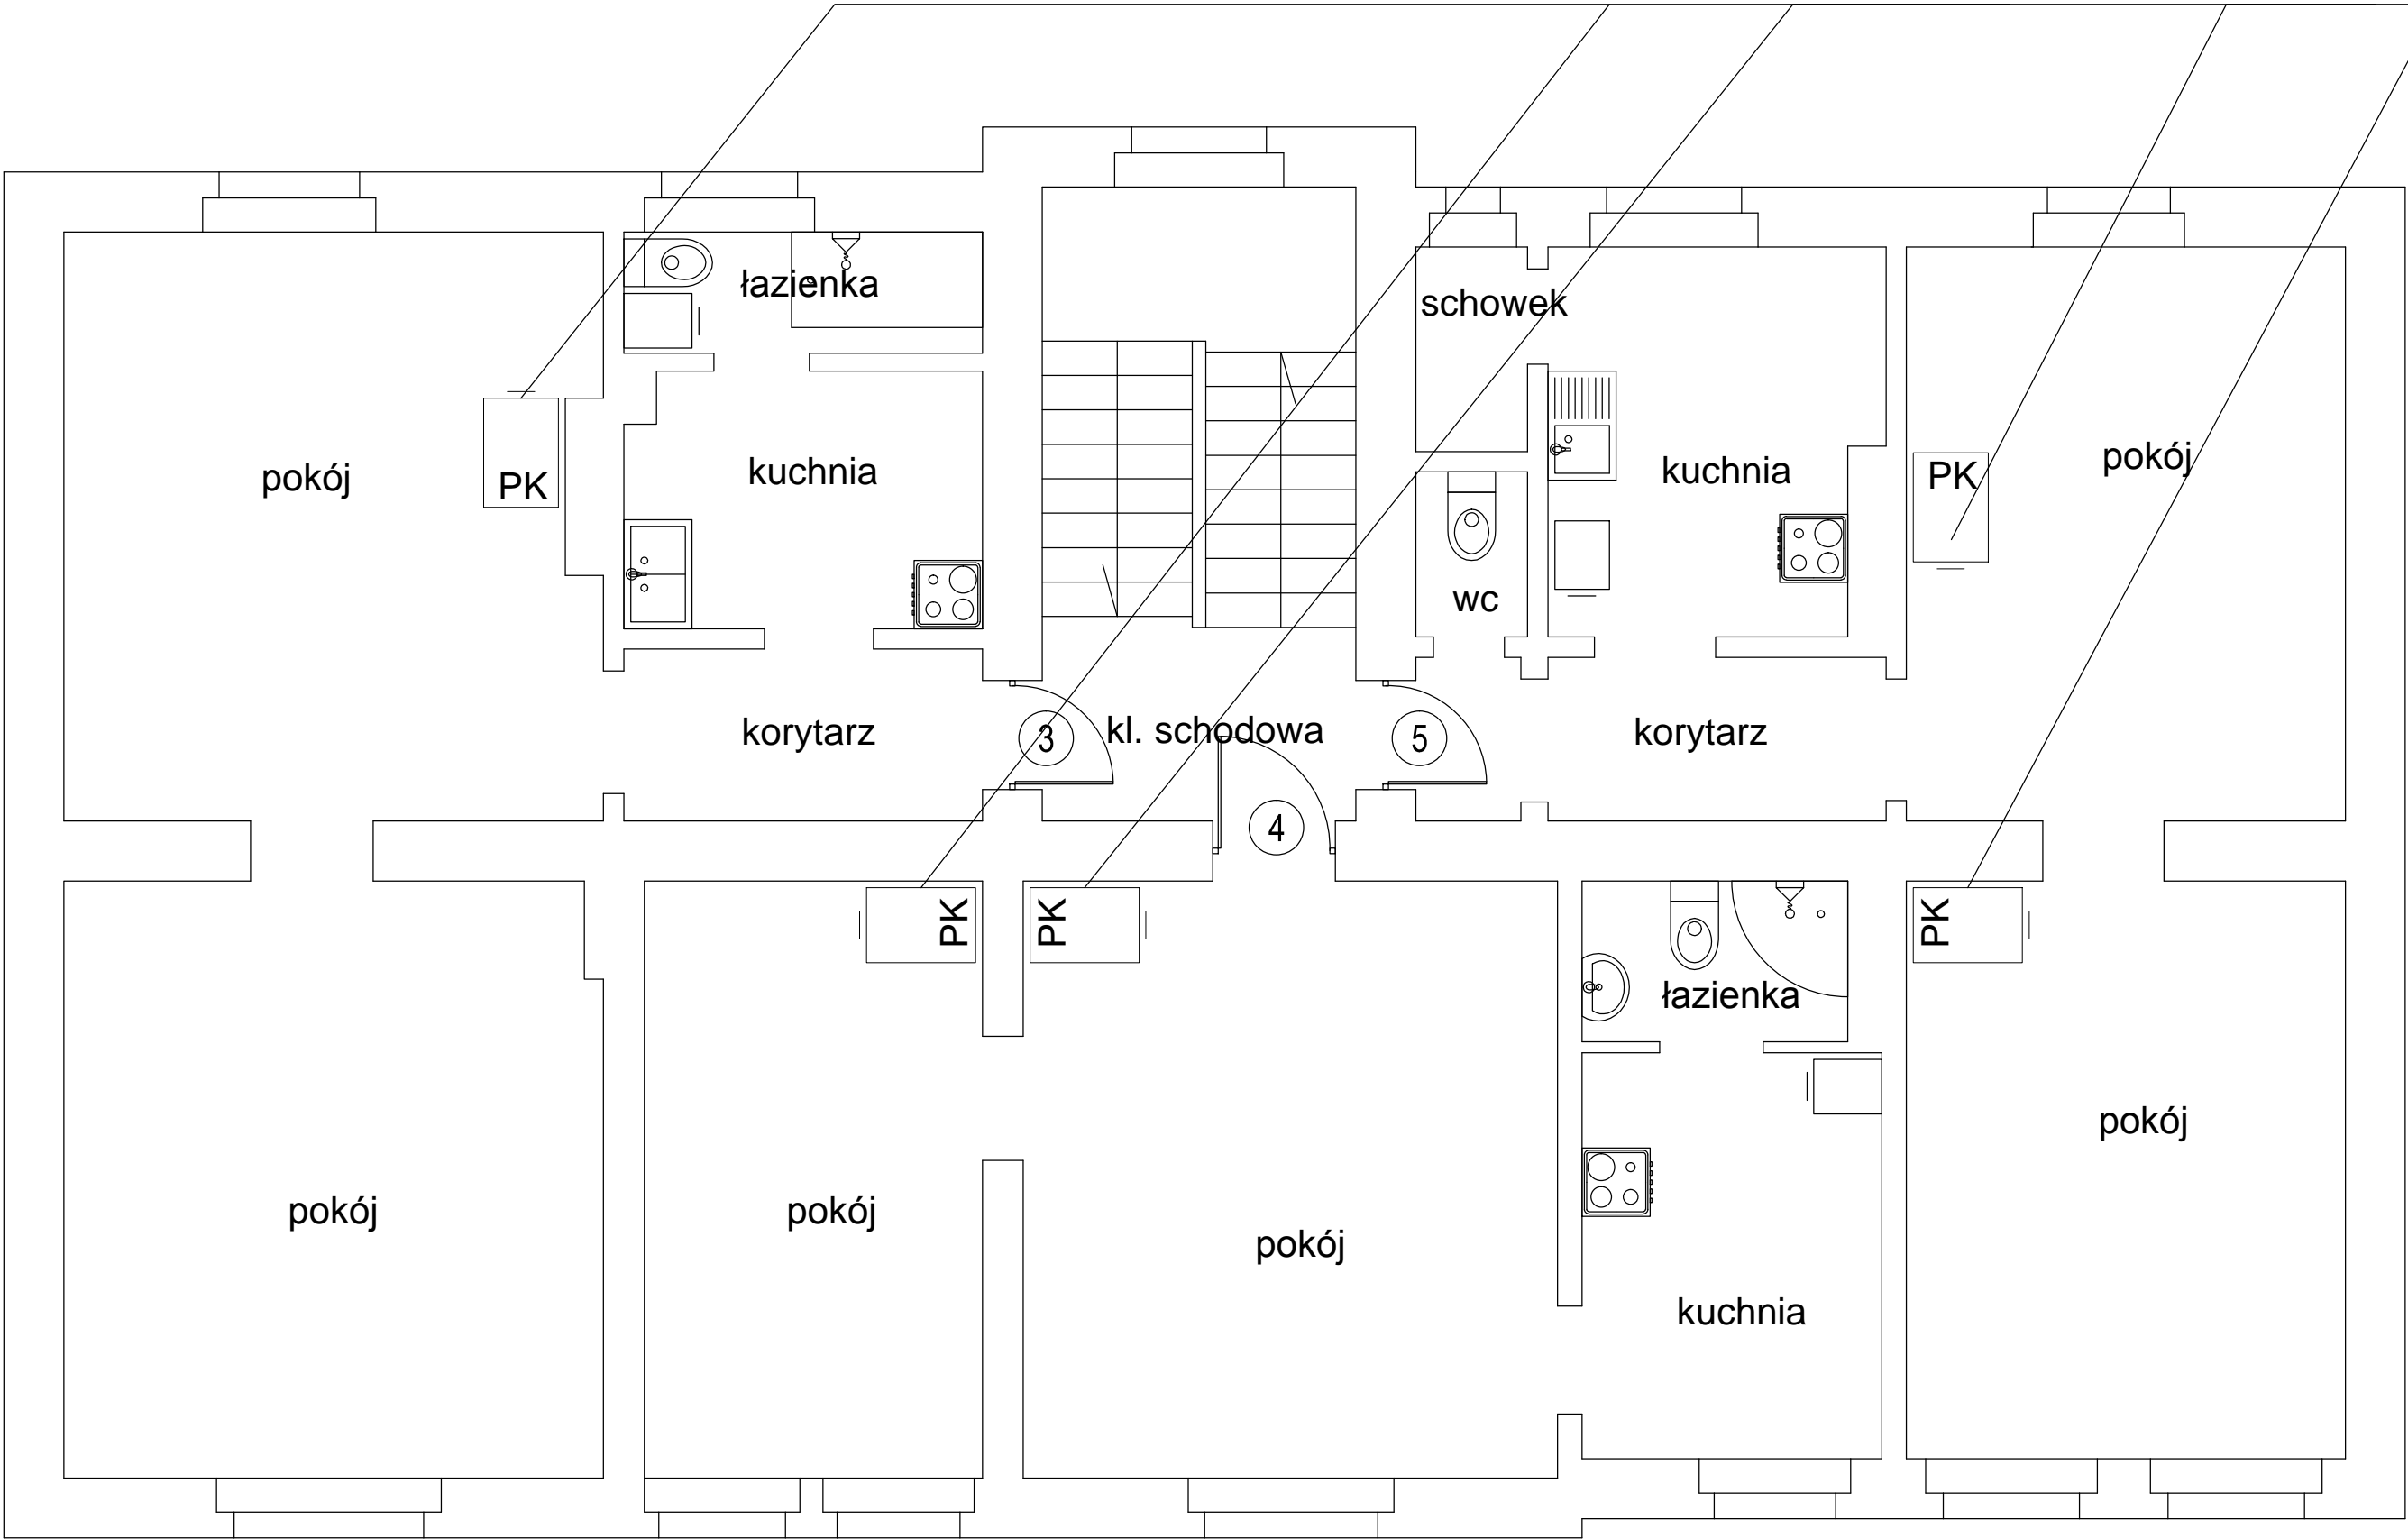 łazienka
schowek
pokój
kuchnia
PK
kuchnia
PK
pokój
wc
korytarz
3
kl. schodowa
5
korytarz
4
PK
PK
PK
łazienka
pokój
pokój
pokój
pokój
kuchnia